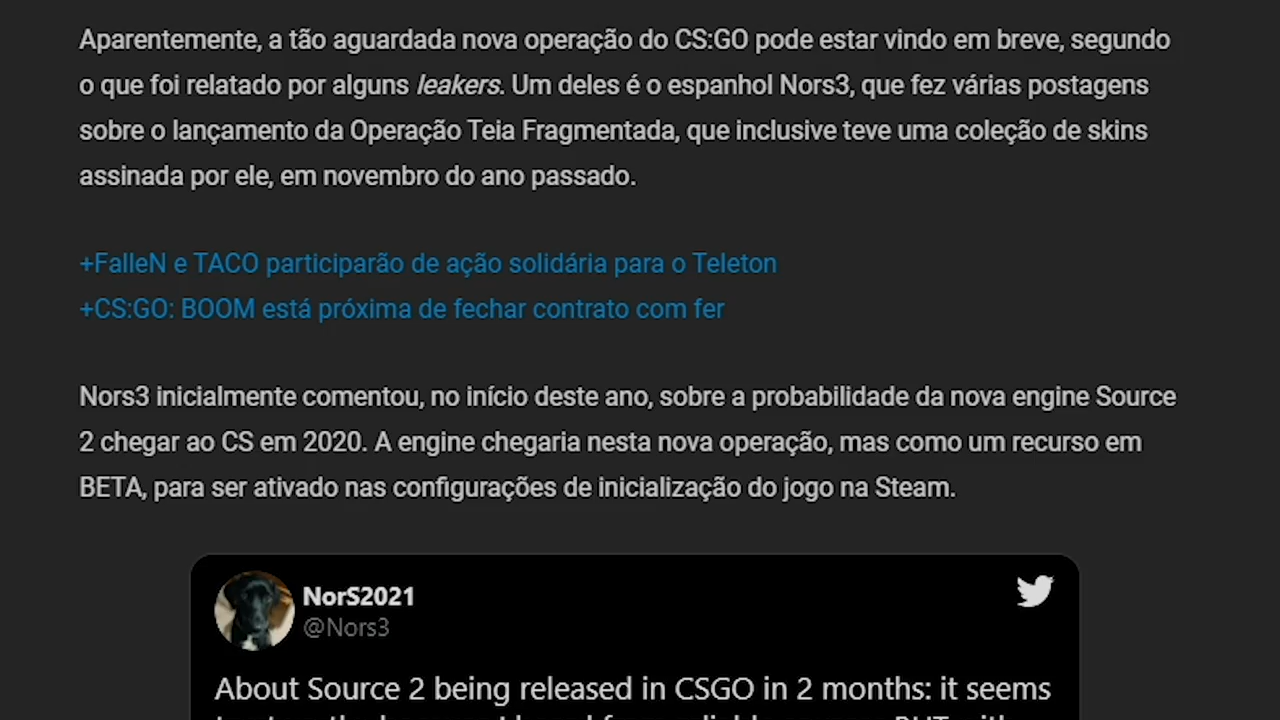 Aparentemente, a tão aguardada nova operação do CS:GO pode estar vindo em breve, segundo
o que foi relatado por alguns leakers. Um deles é o espanhol Nors3, que fez várias postagens
sobre o lançamento da Operação Teia Fragmentada, que inclusive teve uma coleção de skins
assinada por ele, em novembro do ano passado.
+FalleN e TACO participarão de ação solidária para o Teleton
+CS:GO: BOOM está próxima de fechar contrato com fer
Nors3 inicialmente comentou, no início deste ano, sobre a probabilidade da nova engine Source
2 chegar ao CS em 2020. A engine chegaria nesta nova operação, mas como um recurso em
BETA, para ser ativado nas configurações de inicialização do jogo na Steam.
NorS2021
@Nors3
About Source 2 being released in CSGO in 2 months: it seems